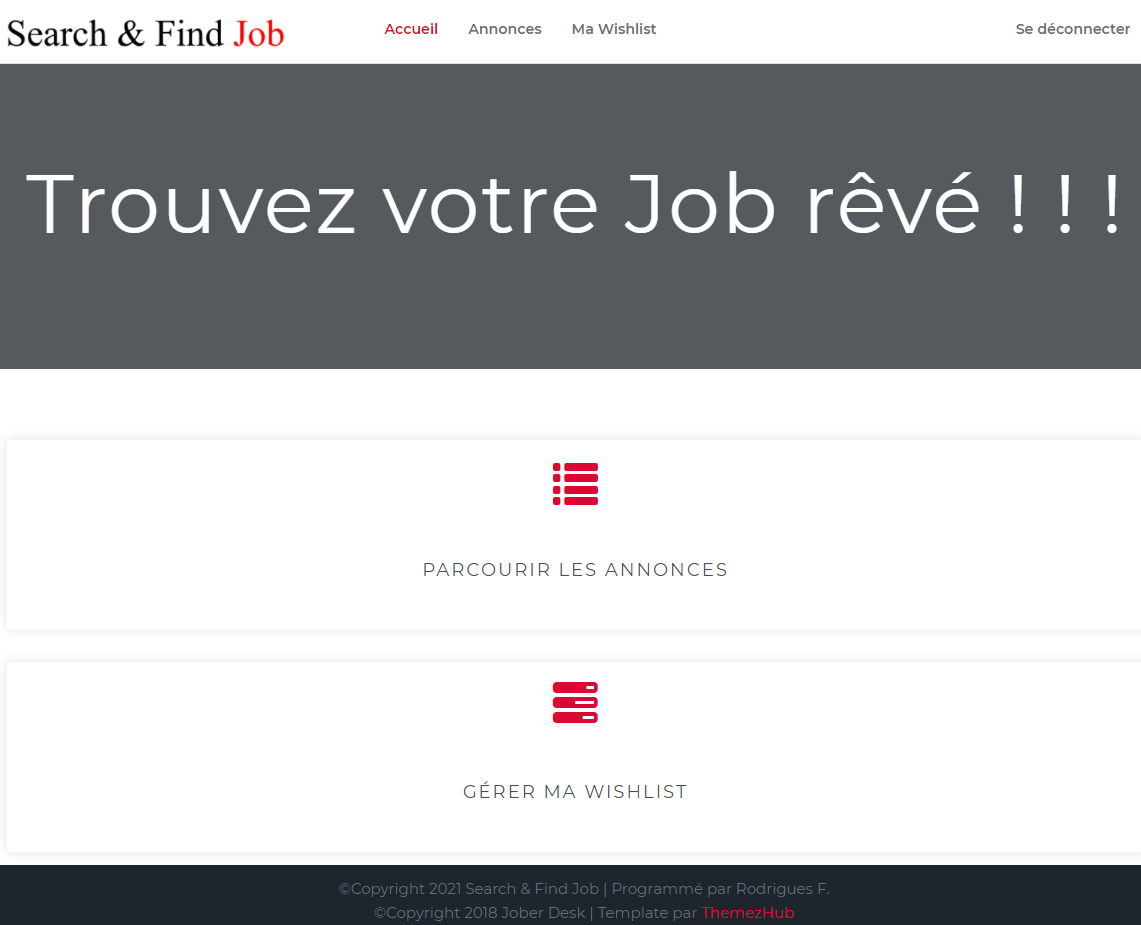 Search & Find Job
Accueil
Annonces
Ma Wishlist
Se déconnecter
Trouvez votre Job rêvé ! ! !
PARCOURIR LES ANNONCES
GÉRER MA WISHLIST
©Copyright 2021 Search & Find Job | Programmé par Rodrigues F.
©Copyright 2018 Jober Desk | Template par ThemezHub